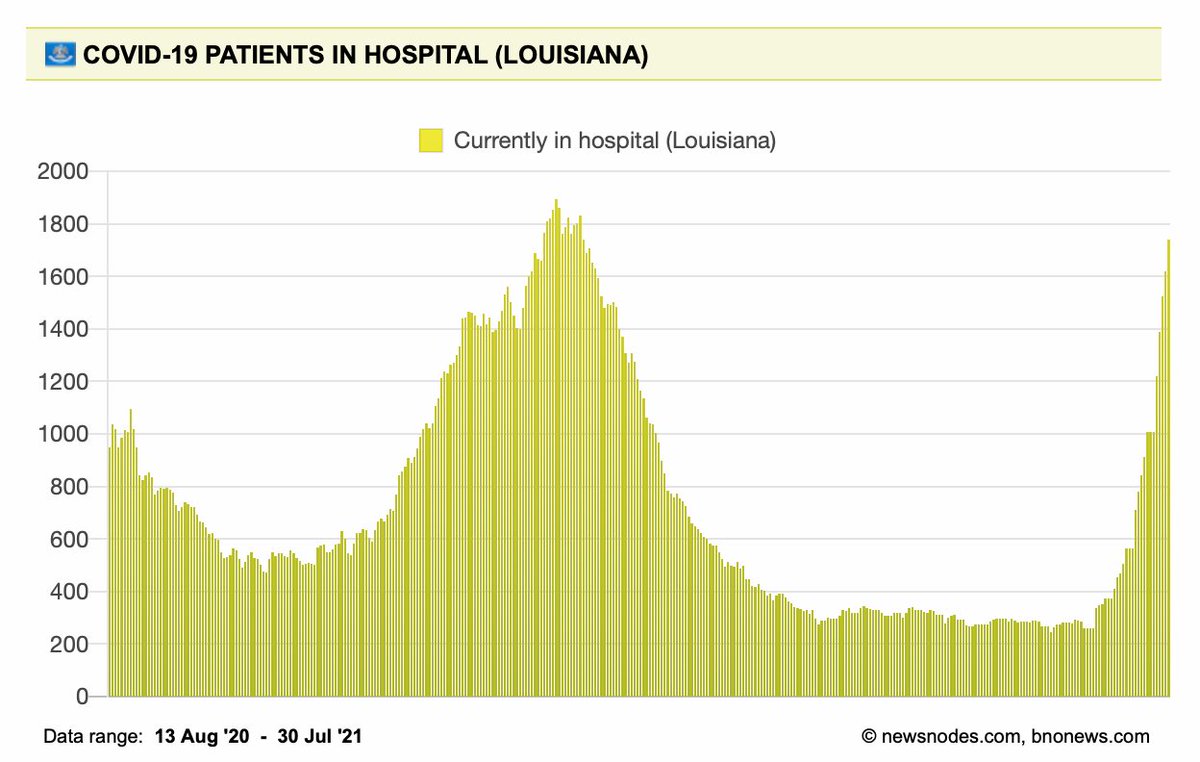 COVID-19 PATIENTS IN HOSPITAL (LOUISIANA)
Currently in hospital (Louisiana)
2000
1800
1600
1400
1200
1000
800
600
400
200
0
Data range: 13 Aug '20 - 30 Jul '21
© newsnodes.com, bnonews.com